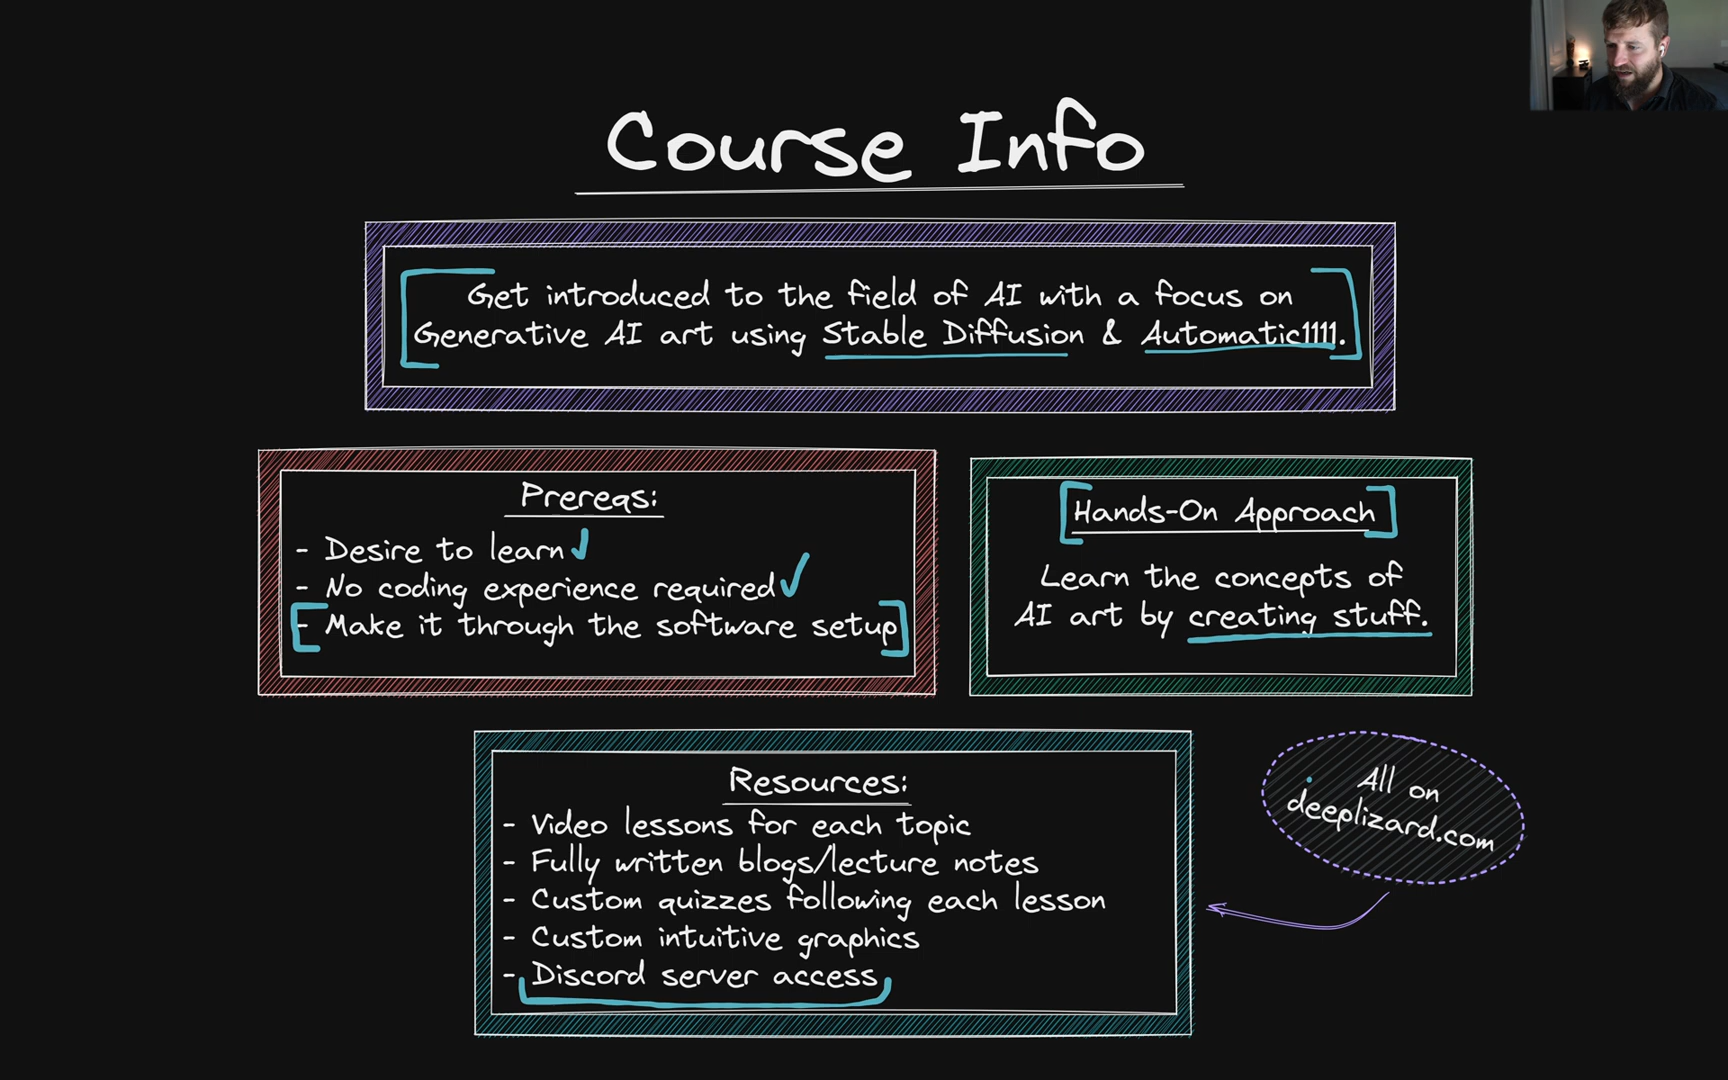 Course Info
Get introduced to the field of AI with a focus on
Generative AI art using Stable Diffusion & Automatic1111.
Prereqs:
- Desire to learn
- No coding experience required
- Make it through the software setup
Hands-On Approach
Learn the concepts of
AI art by creating stuff.
Resources:
- Video lessons for each topic
- Fully written blogs/lecture notes
- Custom quizzes following each lesson
- Custom intuitive graphics
- Discord server access
All on
deeplizard.com